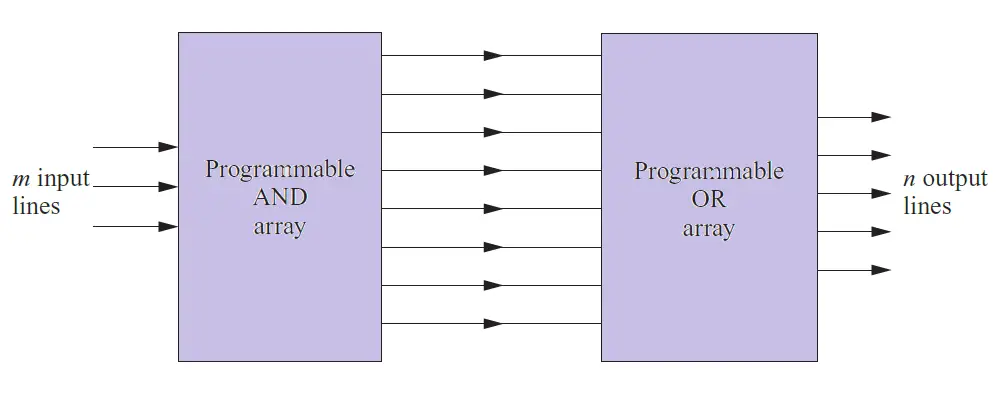 m input
lines
Programmable
AND
array
Programmable
OR
array
n output
lines